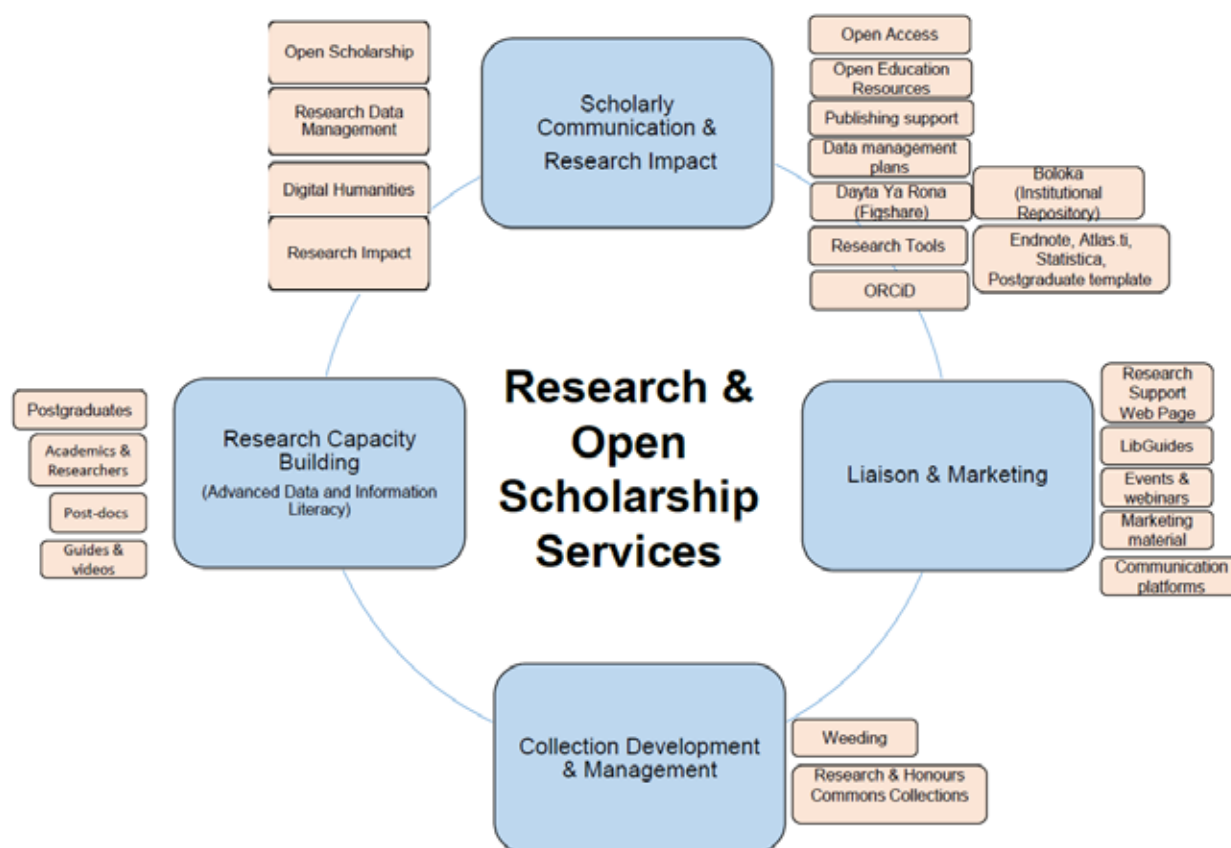 Open Scholarship
Research Data
Management
Digital Humanities
Research Impact
Scholarly
Communication &
Research Impact
Open Access
Open Education
Resources
Publishing support
Data management
plans
Dayta Ya Rona
(Figshare)
Boloka
(Institutional
Repository)
Research Tools
Endnote, Atlas.ti,
Statistica,
Postgraduate template
ORCiD
Postgraduates
Academics &
Researchers
Post-docs
Guides &
videos
Research Capacity
Building
(Advanced Data and Information
Literacy)
Research &
Open
Scholarship
Services
Liaison & Marketing
Research
Support
Web Page
LibGuides
Events &
webinars
Marketing
material
Communication
platforms
Collection Development
& Management
Weeding
Research & Honours
Commons Collections